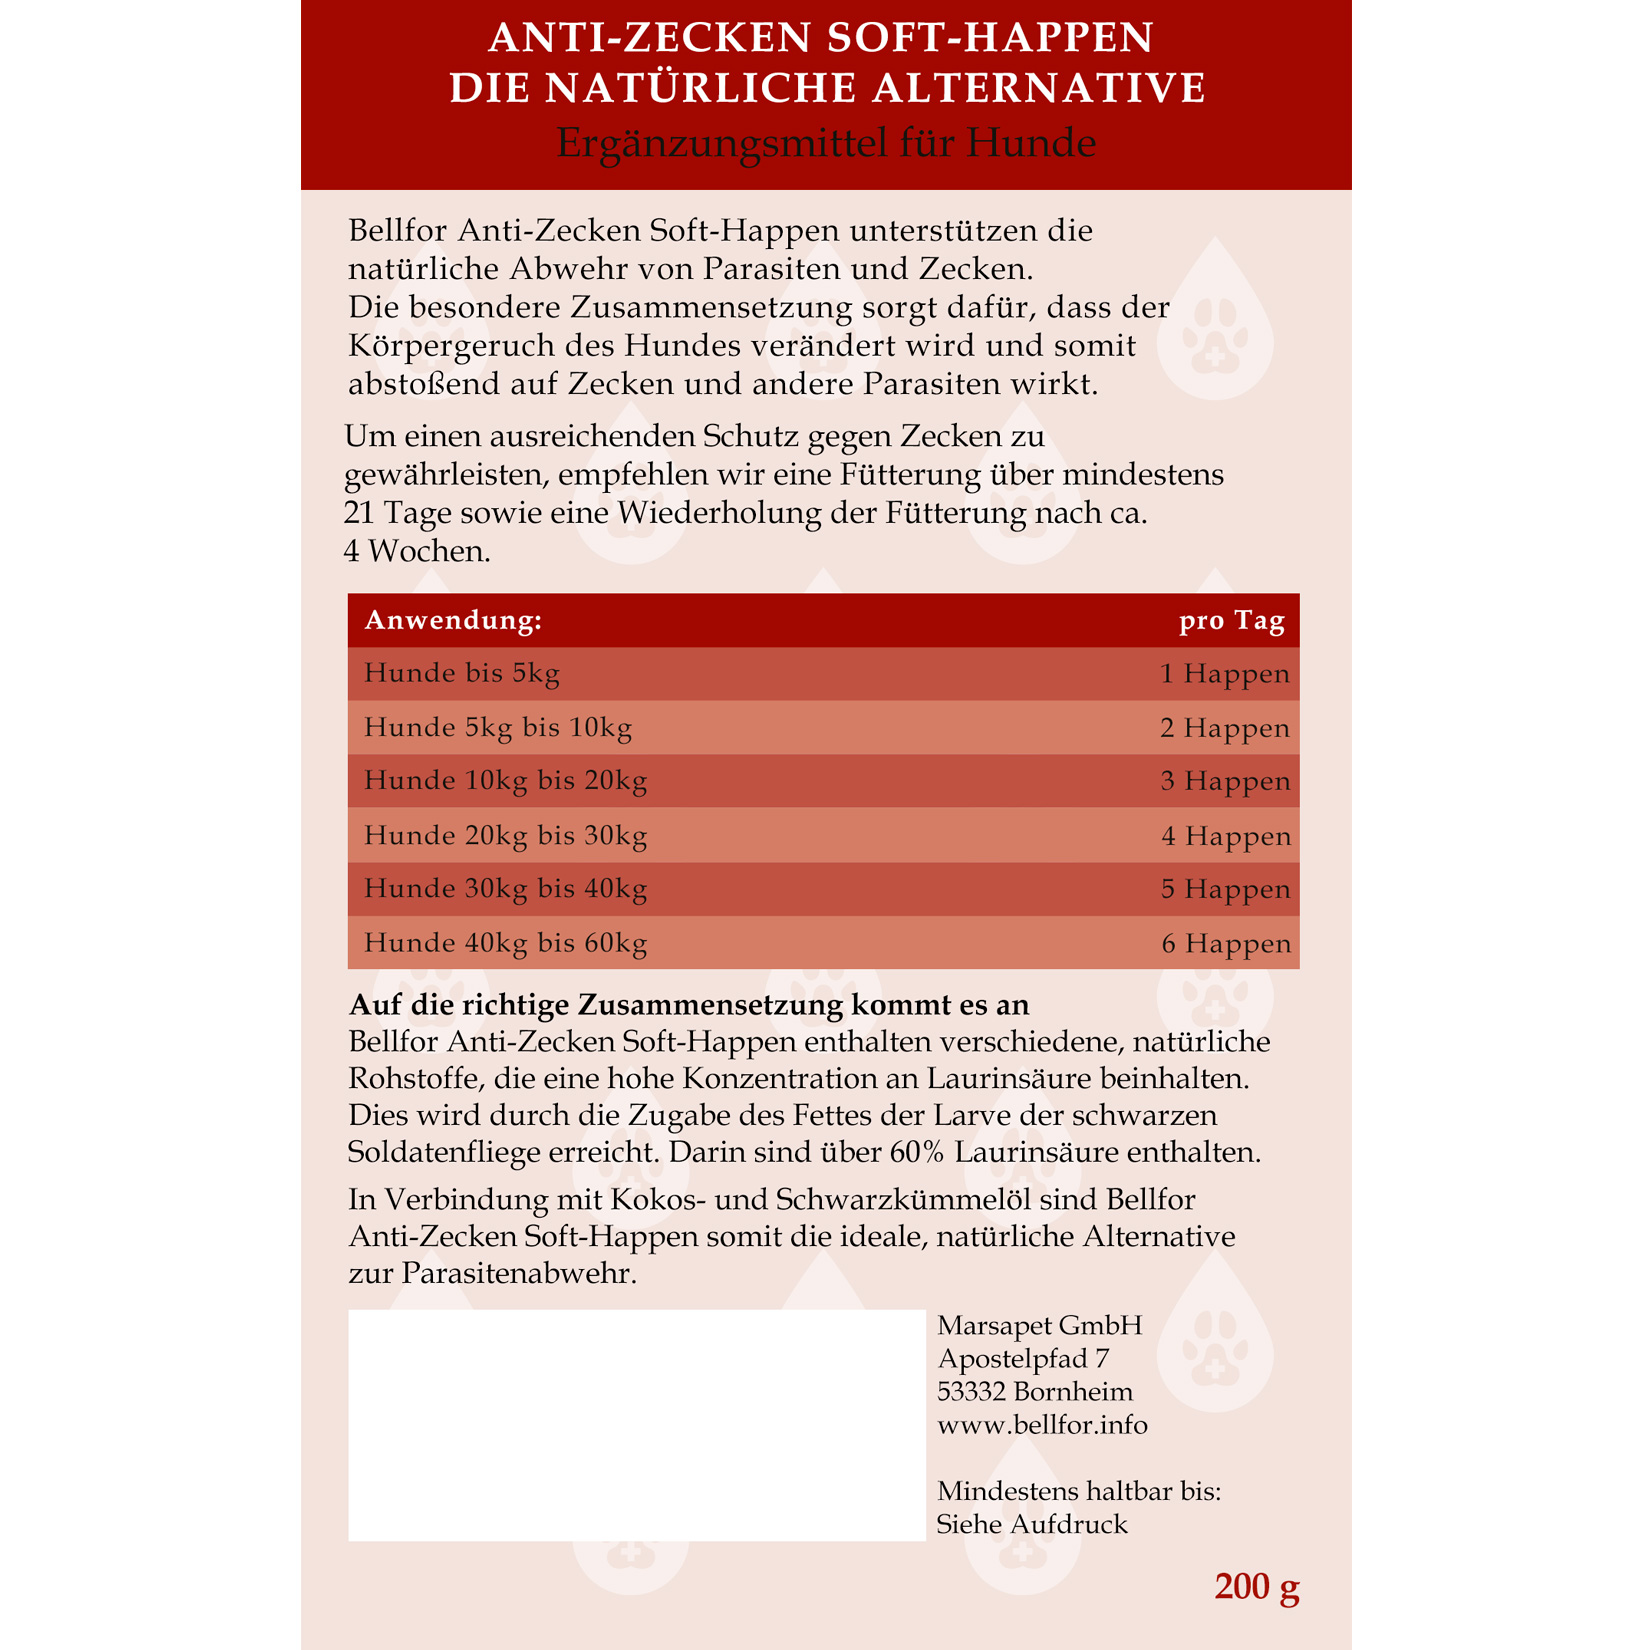 ANTI-ZECKEN SOFT-HAPPEN
DIE NATÜRLICHE ALTERNATIVE
Ergänzungsmittel für Hunde
Bellfor Anti-Zecken Soft-Happen unterstützen die
natürliche Abwehr von Parasiten und Zecken.
Die besondere Zusammensetzung sorgt dafür, dass der
Körpergeruch des Hundes verändert wird und somit
abstoßend auf Zecken und andere Parasiten wirkt.
Um einen ausreichenden Schutz gegen Zecken zu
gewährleisten, empfehlen wir eine Fütterung über mindestens
21 Tage sowie eine Wiederholung der Fütterung nach ca.
4 Wochen.
Anwendung: pro Tag
Hunde bis 5kg 1 Happen
Hunde 5kg bis 10kg 2 Happen
Hunde 10kg bis 20kg 3 Happen
Hunde 20kg bis 30kg 4 Happen
Hunde 30kg bis 40kg 5 Happen
Hunde 40kg bis 60kg 6 Happen
Auf die richtige Zusammensetzung kommt es an
Bellfor Anti-Zecken Soft-Happen enthalten verschiedene, natürliche
Rohstoffe, die eine hohe Konzentration an Laurinsäure beinhalten.
Dies wird durch die Zugabe des Fettes der Larve der schwarzen
Soldatenfliege erreicht. Darin sind über 60% Laurinsäure enthalten.
In Verbindung mit Kokos- und Schwarzkümmelöl sind Bellfor
Anti-Zecken Soft-Happen somit die ideale, natürliche Alternative
zur Parasitenabwehr.
Marsapet GmbH
Apostelpfad 7
53332 Bornheim
www.bellfor.info
Mindestens haltbar bis:
Siehe Aufdruck
200 g